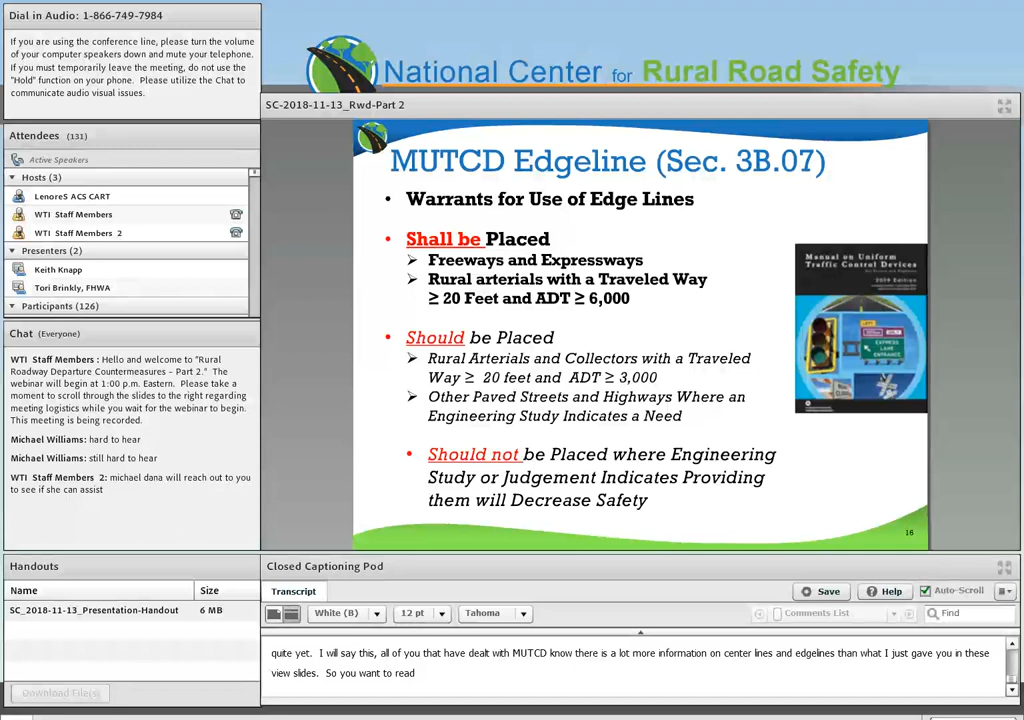 Dial in Audio: 1-866-749-7984
If you are using the conference line, please turn the volume
of your computer speakers down and mute your telephone.
If you must temporarily leave the meeting, do not use the
"Hold" function on your phone.  Please utilize the Chat to
communicate audio visual issues.
National Center for Rural Road Safety
SC-2018-11-13_Rwd-Part 2
Attendees (131)
Active Speakers
Hosts (3)
LenoreS ACS CART
WTI  Staff Members
WTI  Staff Members  2
Presenters (2)
Keith Knapp
Tori Brinkly, FHWA
Participants (126)
Chat (Everyone)
WTI  Staff Members : Hello and welcome to "Rural
Roadway Departure Countermeasures – Part 2."  The
webinar will begin at 1:00 p.m. Eastern.  Please take a
moment to scroll through the slides to the right regarding
meeting logistics while you wait for the webinar to begin.
This meeting is being recorded.
Michael Williams: hard to hear
Michael Williams: still hard to hear
WTI  Staff Members  2: michael dana will reach out to you
to see if she can assist
MUTCD Edgeline (Sec. 3B.07)
• Warrants for Use of Edge Lines
• Shall be Placed
➢ Freeways and Expressways
➢ Rural arterials with a Traveled Way
≥ 20 Feet and ADT ≥ 6,000
• Should be Placed
➢ Rural Arterials and Collectors with a Traveled
Way ≥  20 feet and  ADT ≥ 3,000
➢ Other Paved Streets and Highways Where an
Engineering Study Indicates a Need
• Should not be Placed where Engineering
Study or Judgement Indicates Providing
them will Decrease Safety
Manual on Uniform
Traffic Control Devices
2009 Edition
EXPRESS
LANE
ENTRANCE
16
Handouts
Name Size
SC_2018-11-13_Presentation-Handout 6 MB
Download File(s)
Closed Captioning Pod
Transcript
Save
Help
Auto-Scroll
White (B)
12 pt
Tahoma
Comments List
Find
quite yet.  I will say this, all of you that have dealt with MUTCD know there is a lot more information on center lines and edgelines than what I just gave you in these
view slides.  So you want to read